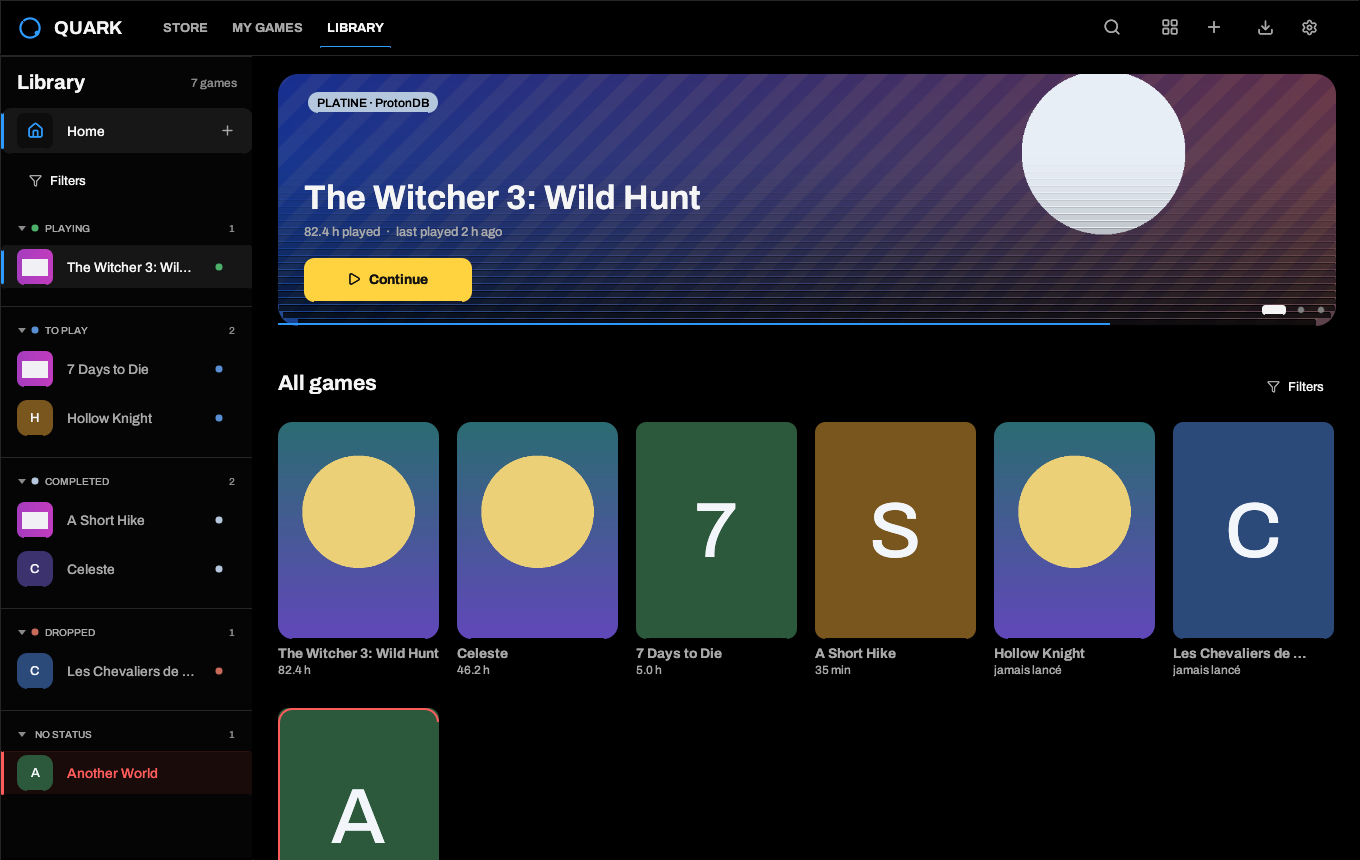 QUARK
STORE
MY GAMES
LIBRARY
Library
7 games
Home
Filters
PLAYING
1
The Witcher 3: Wil...
TO PLAY
2
7 Days to Die
H
Hollow Knight
COMPLETED
2
A Short Hike
C
Celeste
DROPPED
1
C
Les Chevaliers de ...
NO STATUS
1
A
Another World
PLATINE · ProtonDB
The Witcher 3: Wild Hunt
82.4 h played · last played 2 h ago
Continue
All games
Filters
7
S
C
The Witcher 3: Wild Hunt
82.4 h
Celeste
46.2 h
7 Days to Die
5.0 h
A Short Hike
35 min
Hollow Knight
jamais lancé
Les Chevaliers de ...
jamais lancé
A